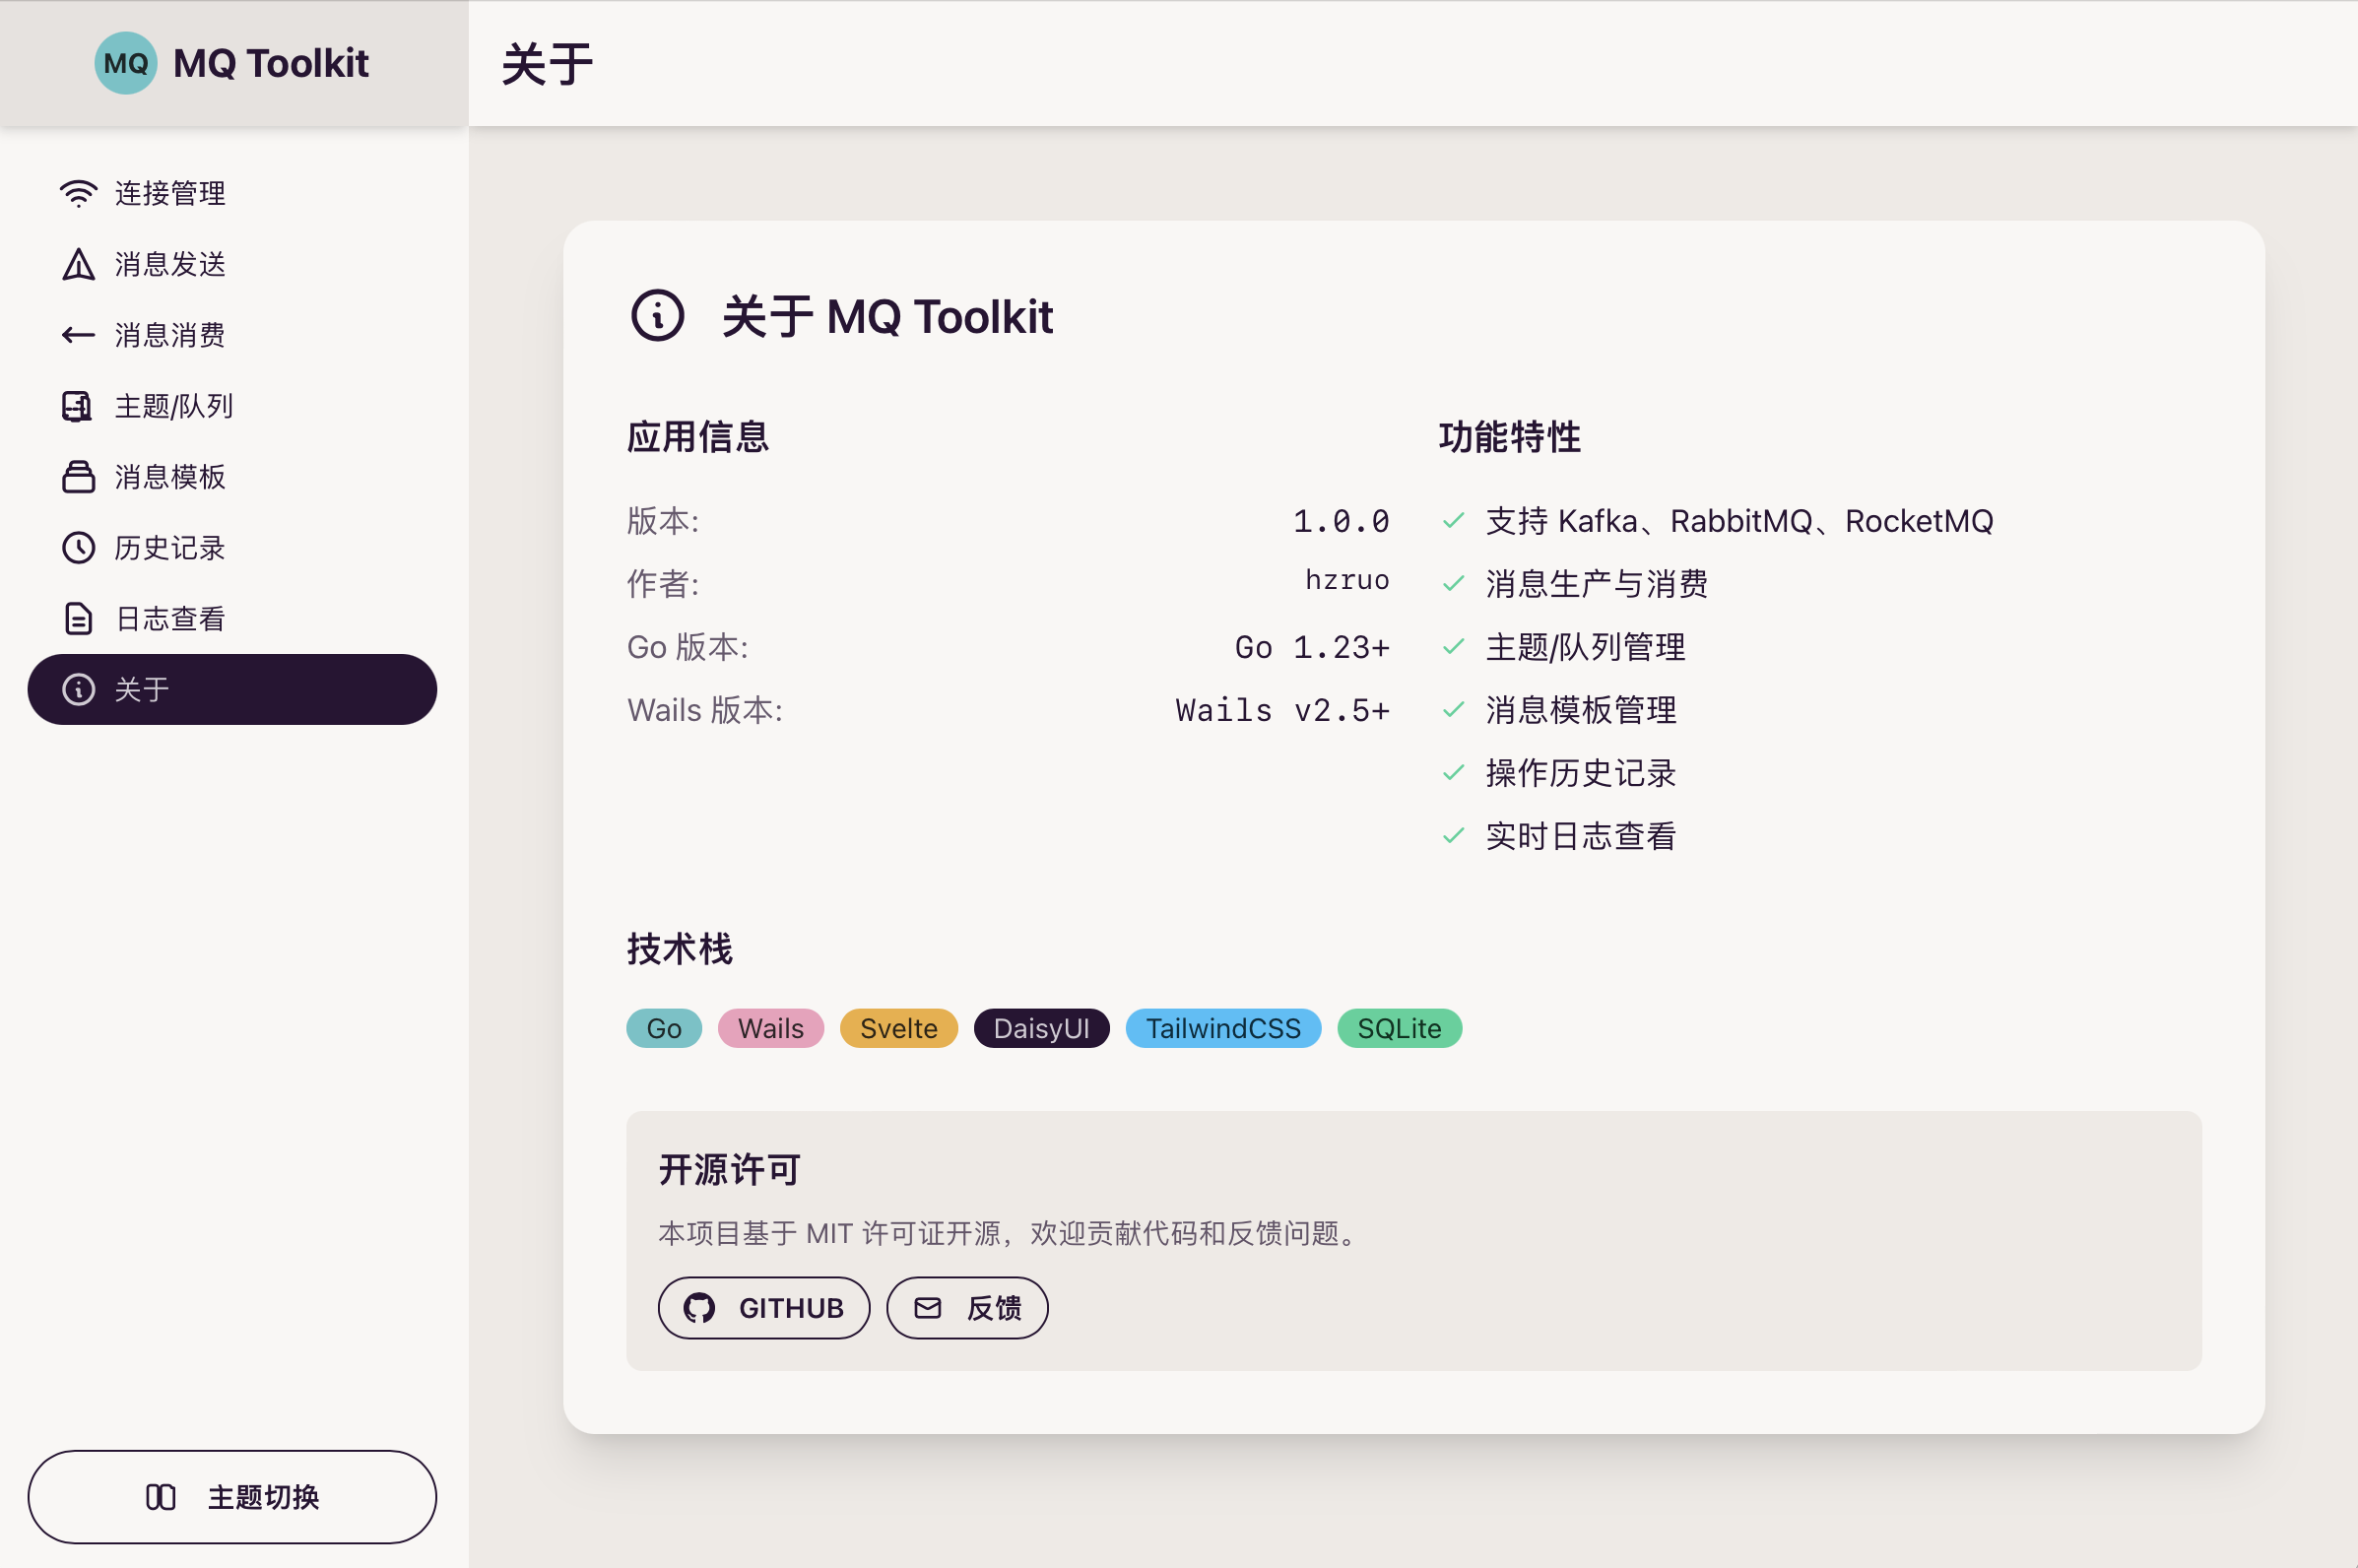 MQ MQ Toolkit
关于
连接管理
消息发送
消息消费
主题/队列
消息模板
历史记录
日志查看
关于
主题切换
关于 MQ Toolkit
应用信息
版本: 1.0.0
作者: hzruo
Go 版本: Go 1.23+
Wails 版本: Wails v2.5+
功能特性
支持 Kafka、RabbitMQ、RocketMQ
消息生产与消费
主题/队列管理
消息模板管理
操作历史记录
实时日志查看
技术栈
Go Wails Svelte DaisyUI TailwindCSS SQLite
开源许可
本项目基于 MIT 许可证开源，欢迎贡献代码和反馈问题。
GITHUB 反馈